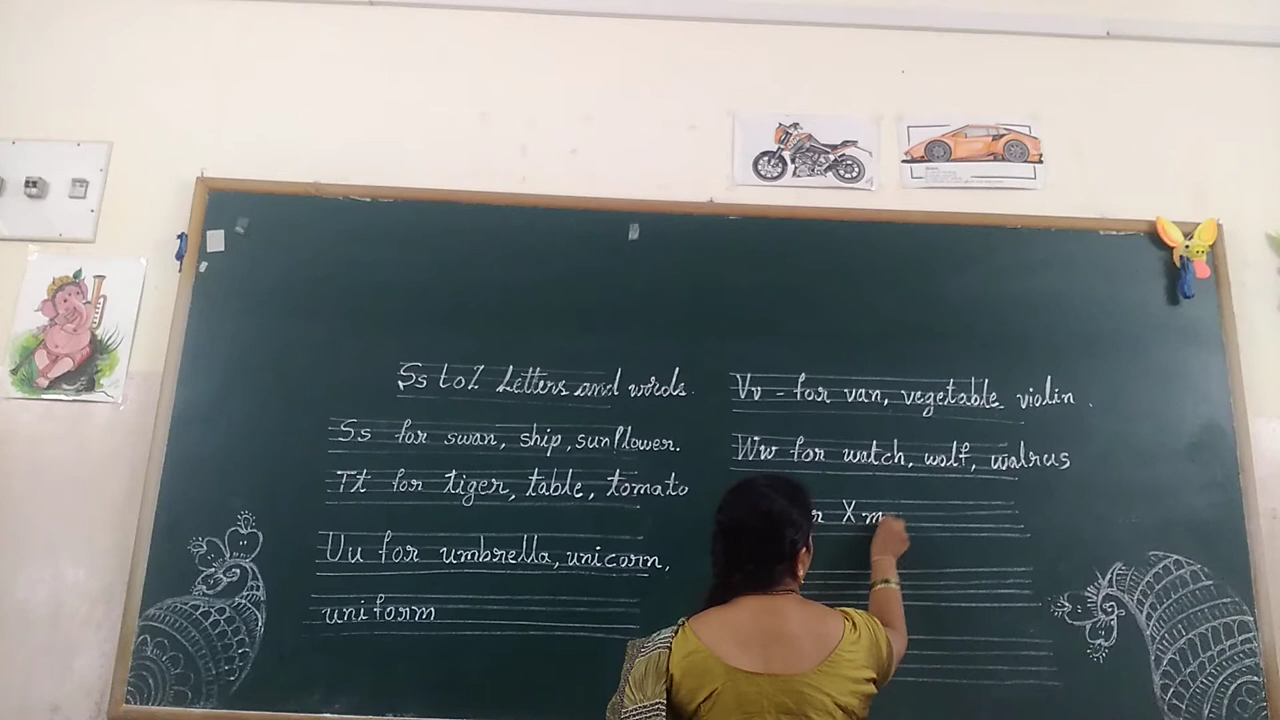 Ss to Z Letters and words.
Ss for swan, ship, sunflower.
Tt for tiger, table, tomato
Uu for umbrella, unicorn,
uniform
Vv - for van, vegetable violin .
Ww for watch, wolf, walrus
r X m